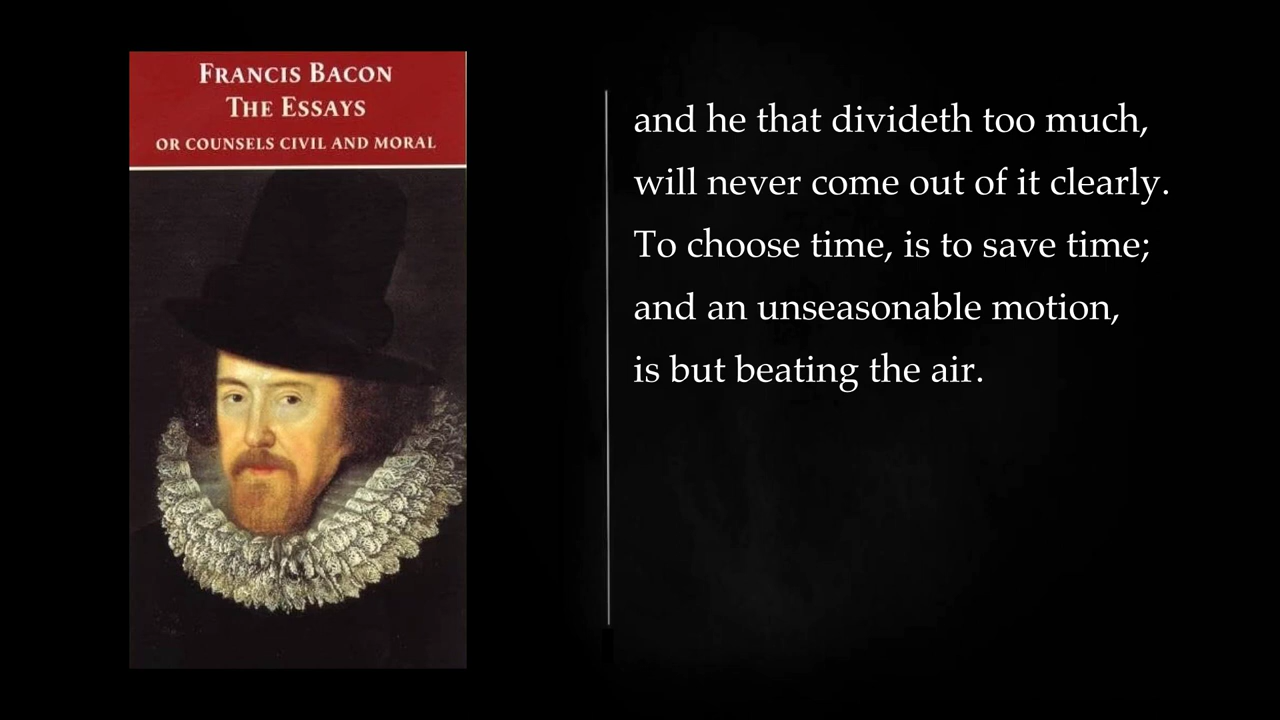 FRANCIS BACON
THE ESSAYS
OR COUNSELS CIVIL AND MORAL
and he that divideth too much,
will never come out of it clearly.
To choose time, is to save time;
and an unseasonable motion,
is but beating the air.